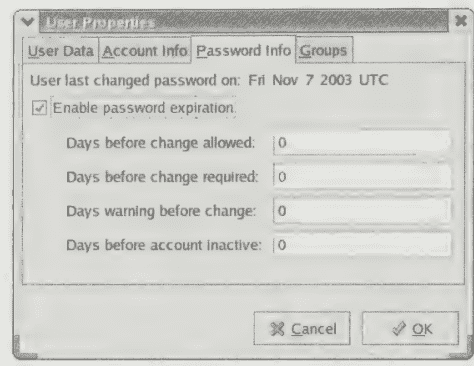 User Properties
User Data Account Info Password Info Groups
User last changed password on: Fri Nov 7 2003 UTC
Enable password expiration
Days before change allowed: 0
Days before change required: 0
Days warning before change: 0
Days before account inactive: 0
Cancel OK